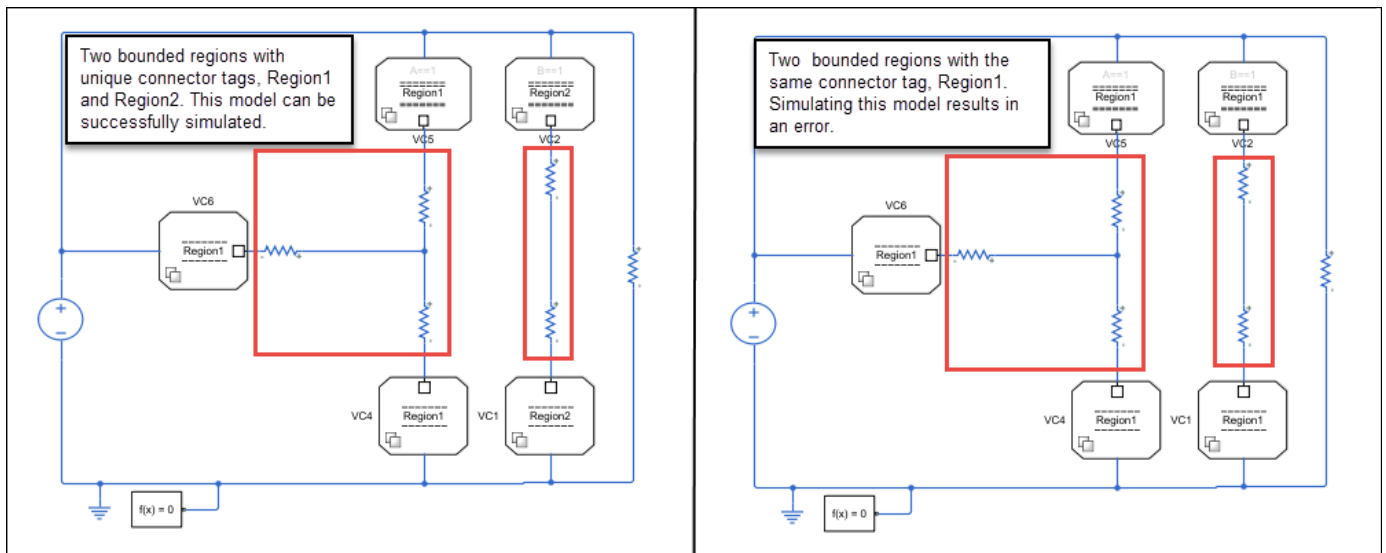 Two bounded regions with
unique connector tags, Region1
and Region2. This model can be
successfully simulated.
A==1
Region1
VC5
B==1
Region2
VC2
VC6
Region1
+
−
VC4
Region1
VC1
Region2
f(x) = 0
Two bounded regions with the
same connector tag, Region1.
Simulating this model results in
an error.
A==1
Region1
VC5
B==1
Region1
VC2
VC6
Region1
+
−
VC4
Region1
VC1
Region1
f(x) = 0